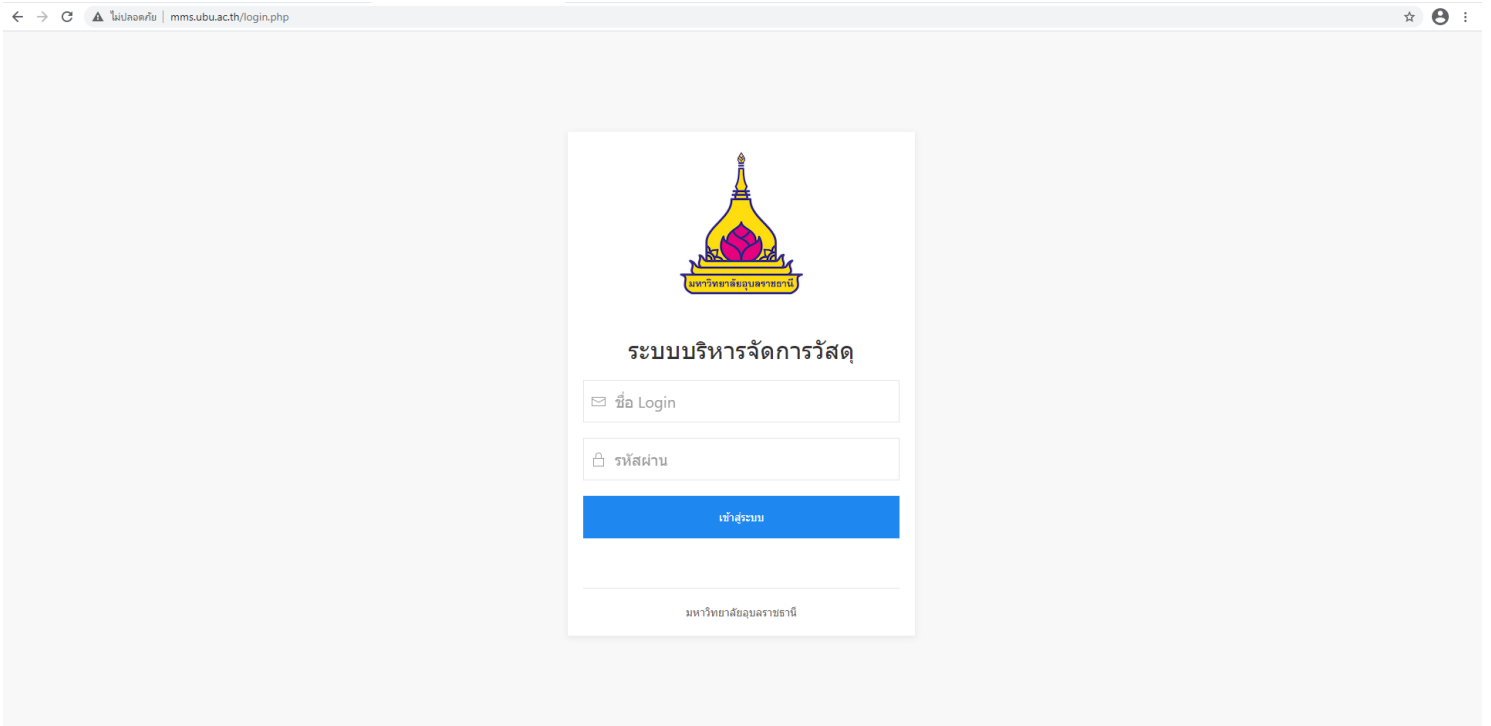 ไม่ปลอดภัย | mms.ubu.ac.th/login.php
มหาวิทยาลัยอุบลราชธานี
ระบบบริหารจัดการวัสดุ
ชื่อ Login
รหัสผ่าน
เข้าสู่ระบบ
มหาวิทยาลัยอุบลราชธานี